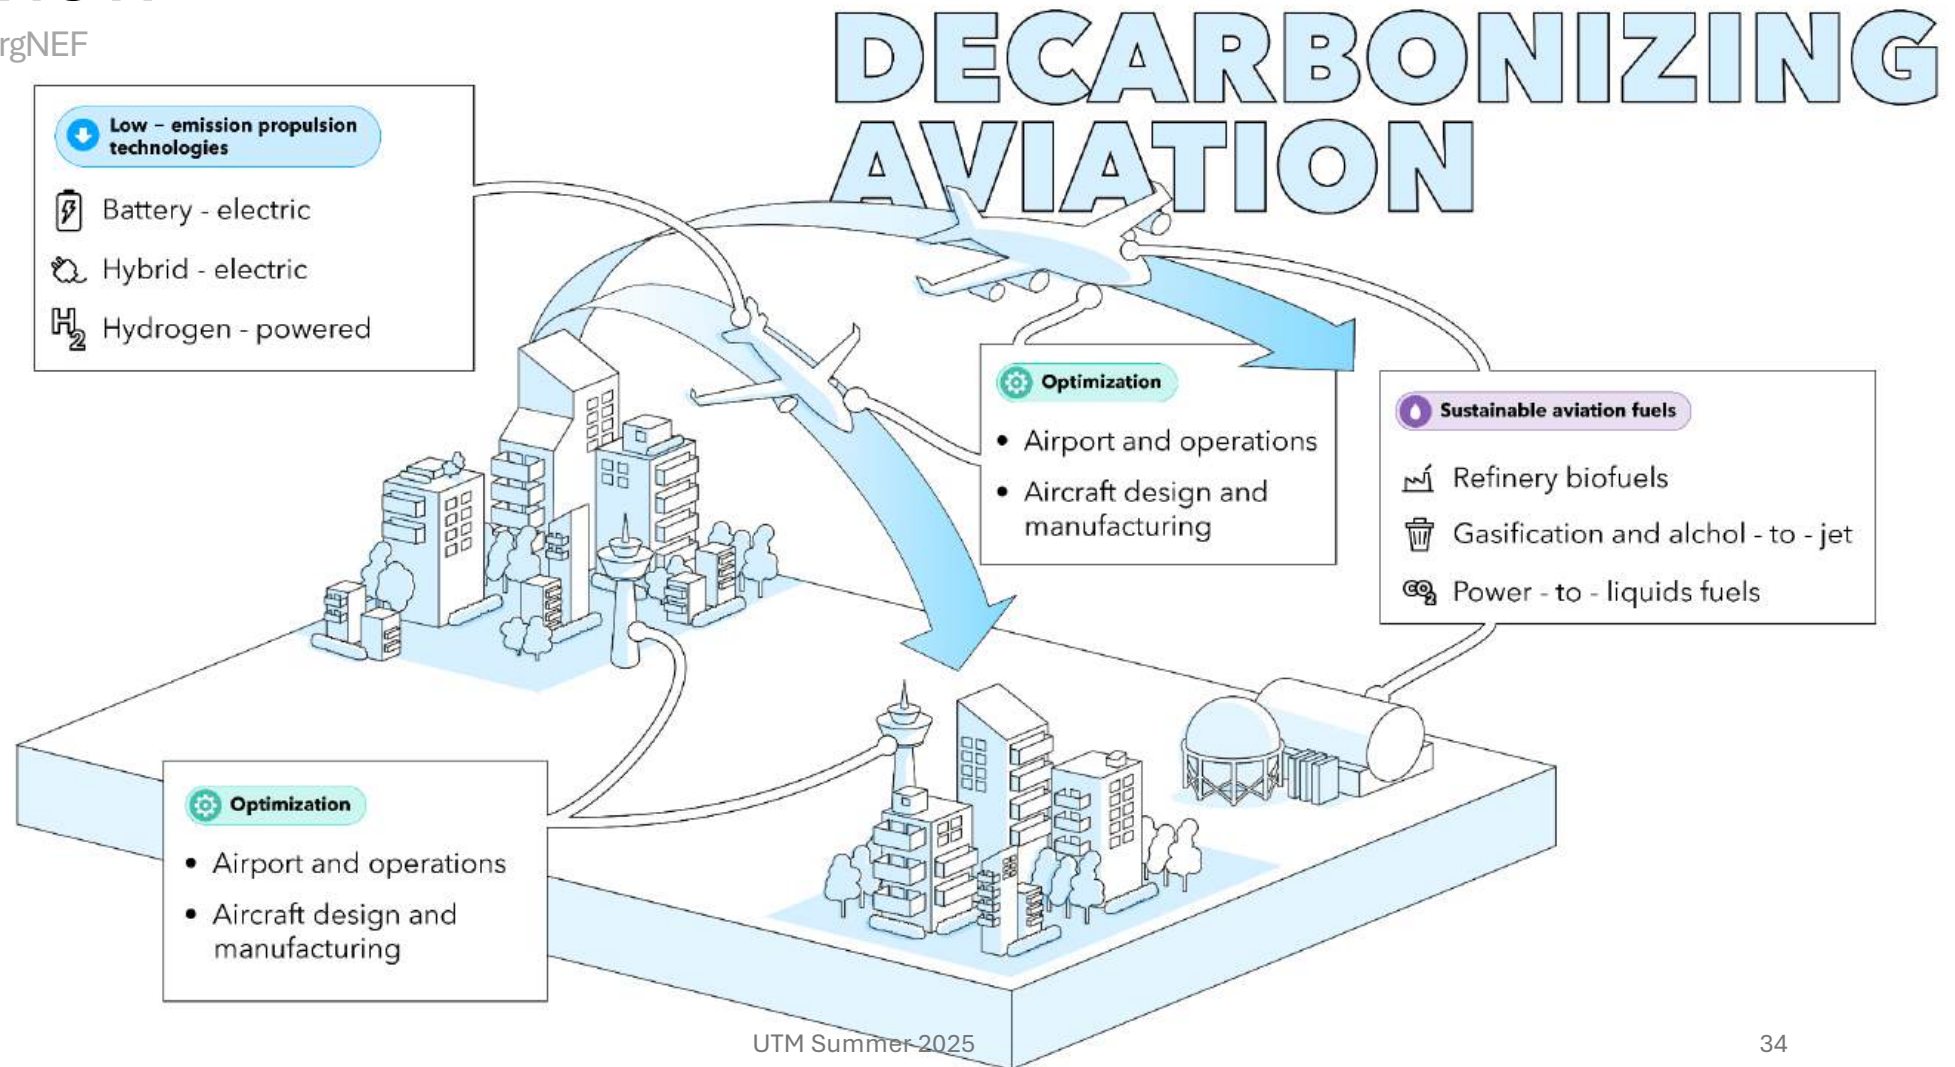 rgNEF
DECARBONIZING
AVIATION
Low – emission propulsion
technologies
Battery - electric
Hybrid - electric
H2 Hydrogen - powered
Optimization
• Airport and operations
• Aircraft design and
manufacturing
Sustainable aviation fuels
Refinery biofuels
Gasification and alchol - to - jet
CO2 Power - to - liquids fuels
Optimization
• Airport and operations
• Aircraft design and
manufacturing
UTM Summer 2025
34